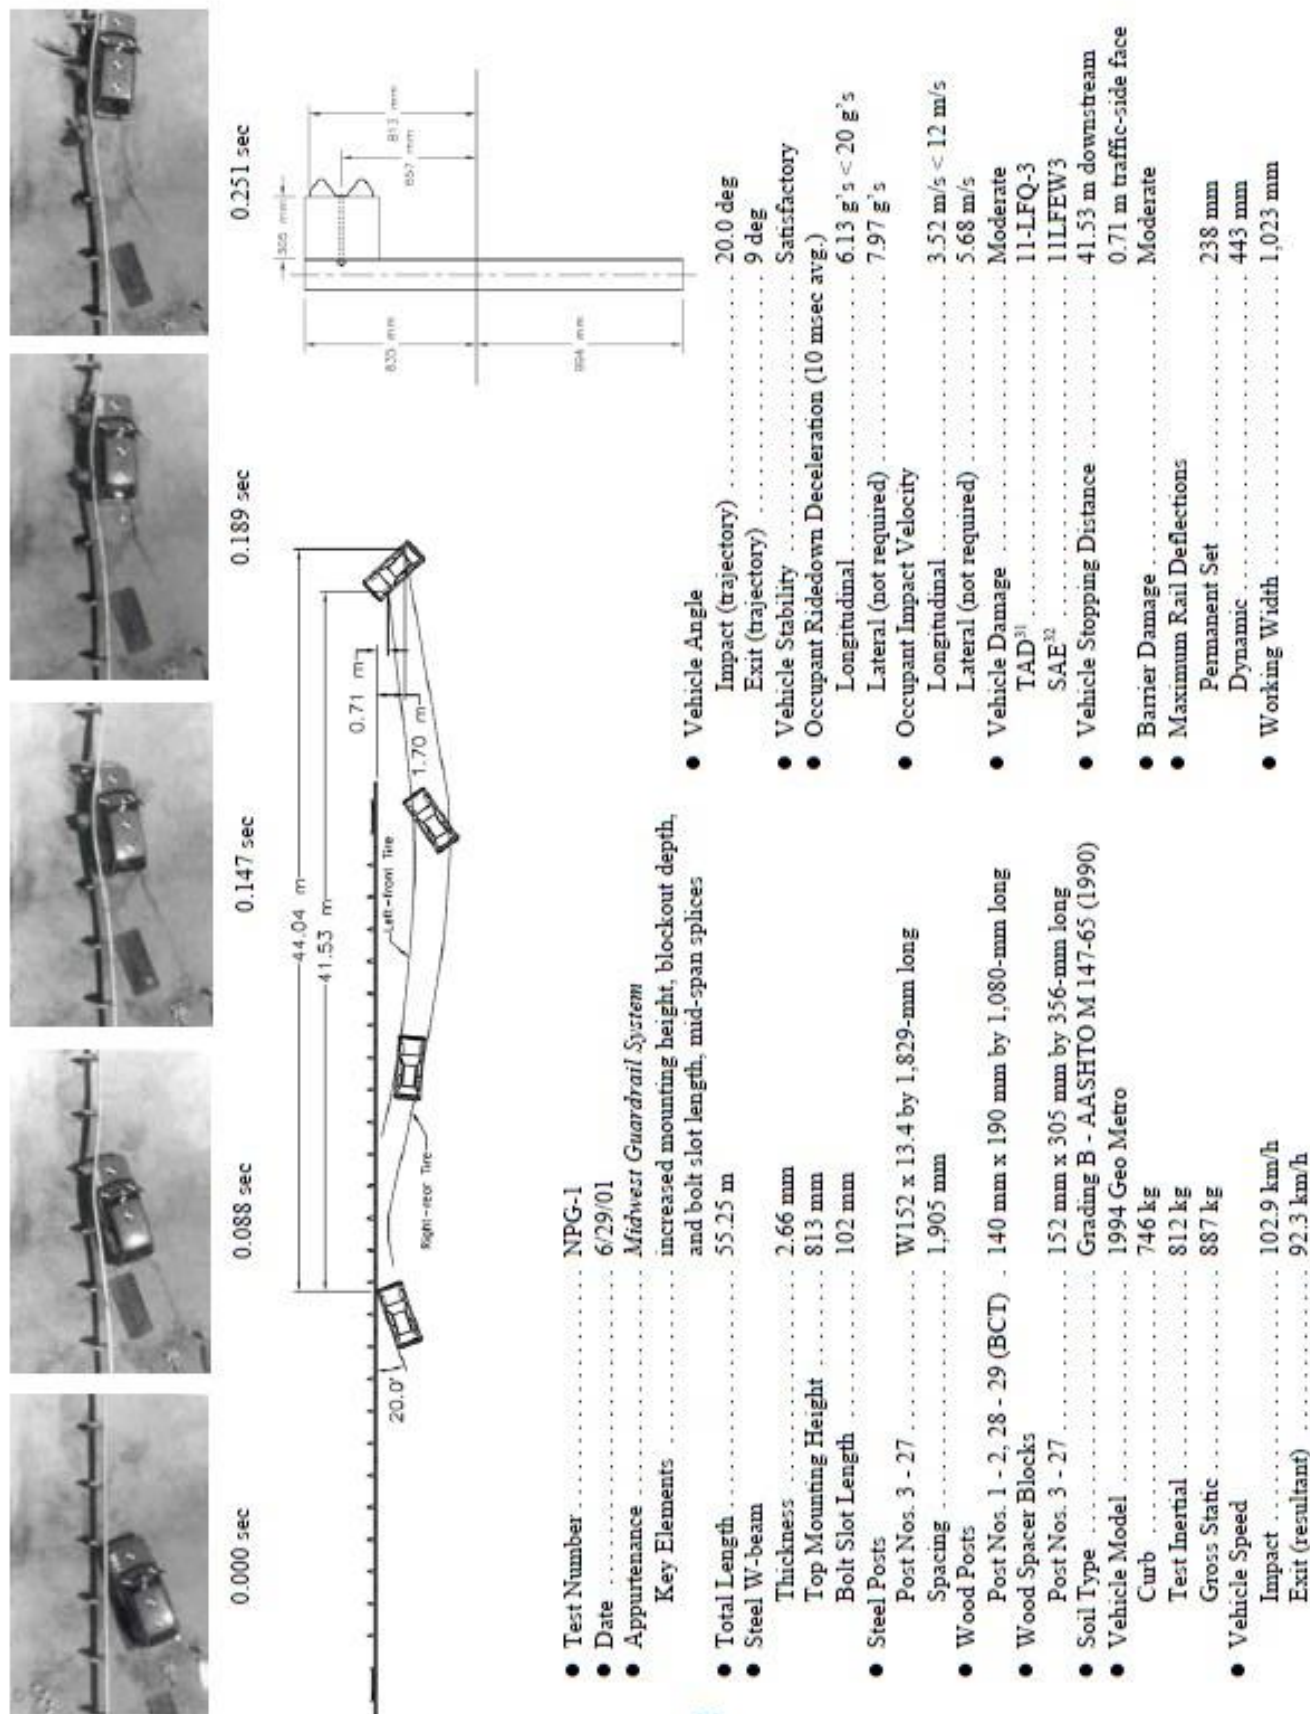 0.000 sec
0.088 sec
0.147 sec
0.189 sec
0.251 sec
44.04 m
41.53 m
0.71 m
1.70 m
Left-front Tire
Right-rear Tire
20.0'
305 mm
813 mm
657 mm
835 mm
994 mm
● Test Number . . . . . NPG-1
● Date . . . . . 6/29/01
● Appurtenance . . . . . Midwest Guardrail System
Key Elements . . . . . increased mounting height, blockout depth,
and bolt slot length, mid-span splices
● Total Length . . . . . 55.25 m
● Steel W-beam
Thickness . . . . . 2.66 mm
Top Mounting Height . . . . . 813 mm
Bolt Slot Length . . . . . 102 mm
● Steel Posts
Post Nos. 3 - 27 . . . . . W152 x 13.4 by 1,829-mm long
Spacing . . . . . 1,905 mm
● Wood Posts
Post Nos. 1 - 2, 28 - 29 (BCT) . 140 mm x 190 mm by 1,080-mm long
● Wood Spacer Blocks
Post Nos. 3 - 27 . . . . . 152 mm x 305 mm by 356-mm long
● Soil Type . . . . . Grading B - AASHTO M 147-65 (1990)
● Vehicle Model . . . . . 1994 Geo Metro
Curb . . . . . 746 kg
Test Inertial . . . . . 812 kg
Gross Static . . . . . 887 kg
● Vehicle Speed
Impact . . . . . 102.9 km/h
Exit (resultant) . . . . . 92.3 km/h
● Vehicle Angle
Impact (trajectory) . . . . . 20.0 deg
Exit (trajectory) . . . . . 9 deg
● Vehicle Stability . . . . . Satisfactory
● Occupant Ridedown Deceleration (10 msec avg.)
Longitudinal . . . . . 6.13 g's < 20 g's
Lateral (not required) . . . . . 7.97 g's
● Occupant Impact Velocity
Longitudinal . . . . . 3.52 m/s < 12 m/s
Lateral (not required) . . . . . 5.68 m/s
● Vehicle Damage . . . . . Moderate
TAD31 . . . . . 11-LFQ-3
SAE32 . . . . . 11LFEW3
● Vehicle Stopping Distance . . . . . 41.53 m downstream
0.71 m traffic-side face
● Barrier Damage . . . . . Moderate
● Maximum Rail Deflections
Permanent Set . . . . . 238 mm
Dynamic . . . . . 443 mm
● Working Width . . . . . 1,023 mm